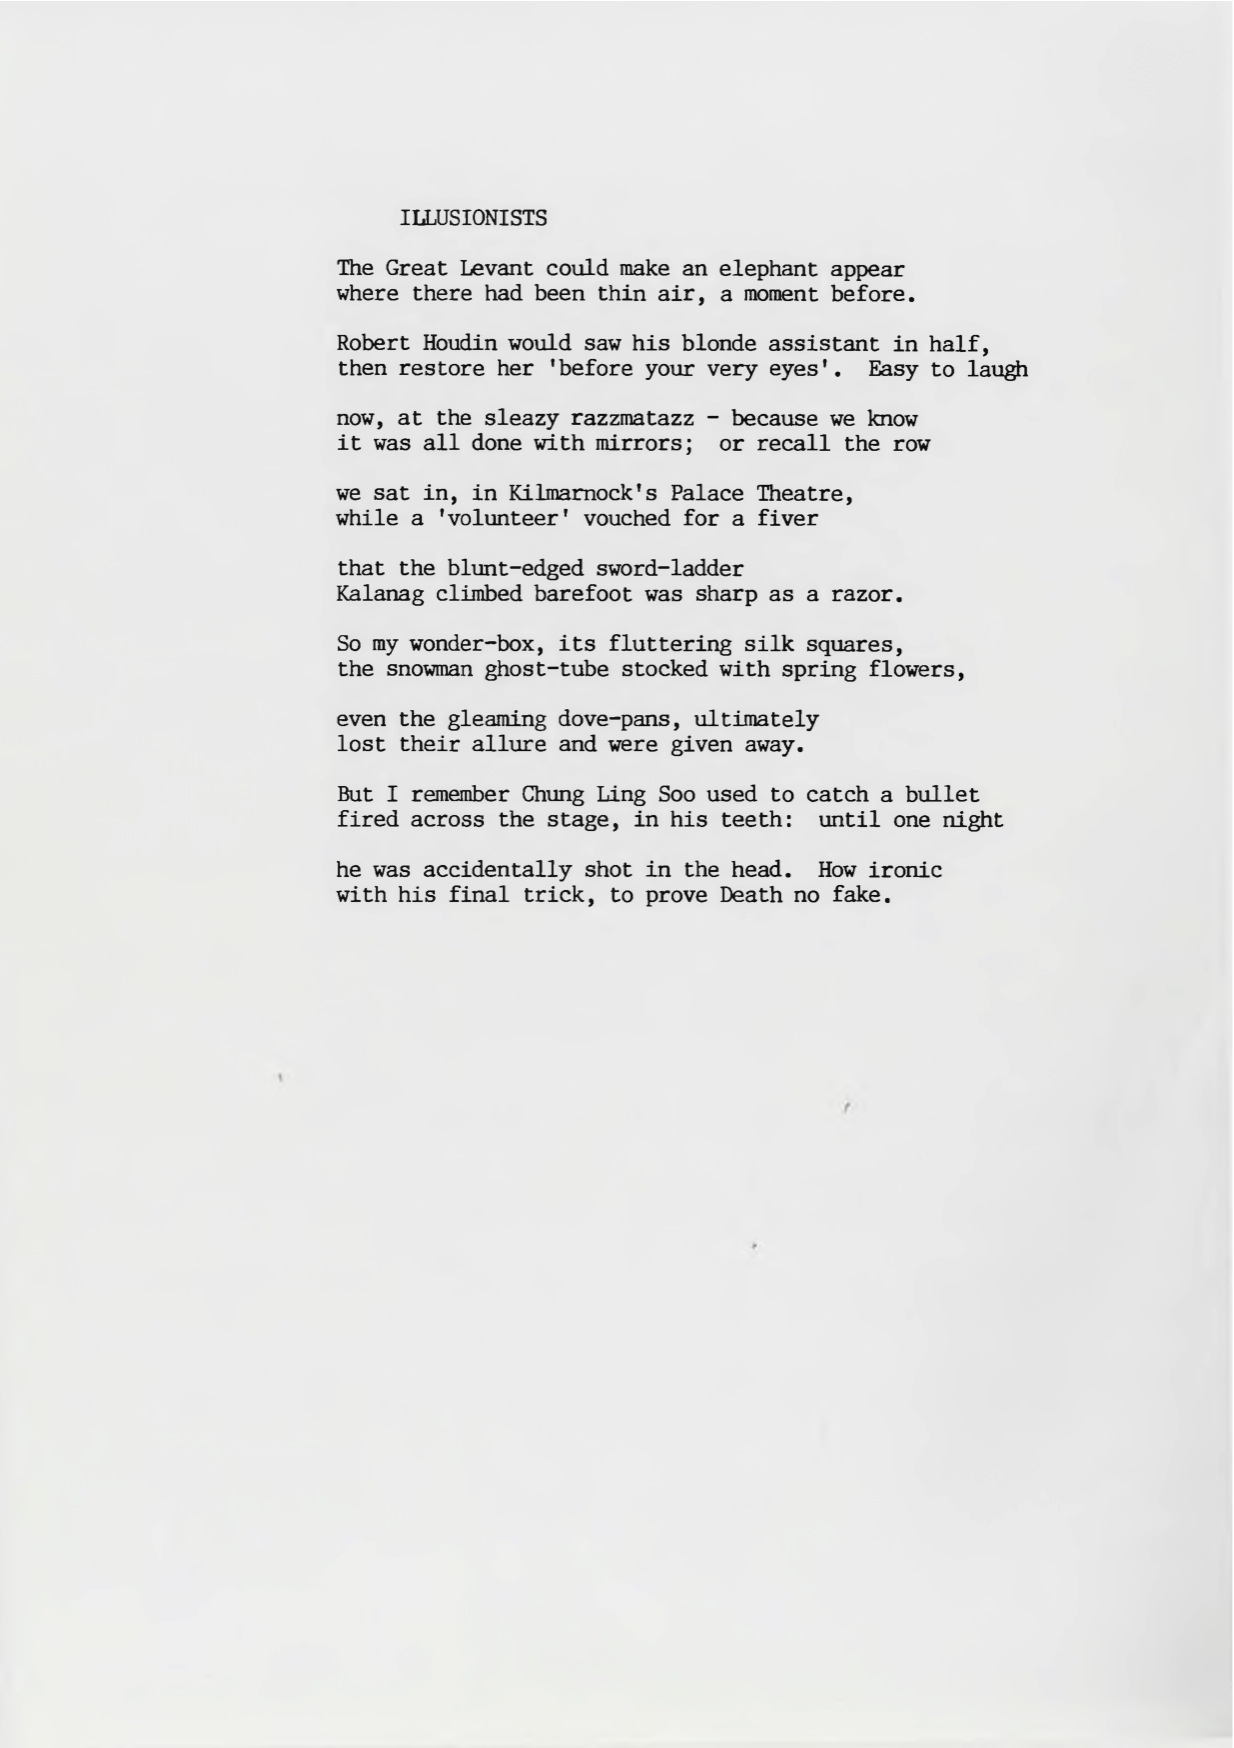 ILLUSIONISTS
The Great Levant could make an elephant appear
where there had been thin air, a moment before.
Robert Houdin would saw his blonde assistant in half,
then restore her 'before your very eyes'.  Easy to laugh
now, at the sleazy razzmatazz - because we know
it was all done with mirrors;  or recall the row
we sat in, in Kilmarnock's Palace Theatre,
while a 'volunteer' vouched for a fiver
that the blunt-edged sword-ladder
Kalanag climbed barefoot was sharp as a razor.
So my wonder-box, its fluttering silk squares,
the snowman ghost-tube stocked with spring flowers,
even the gleaming dove-pans, ultimately
lost their allure and were given away.
But I remember Chung Ling Soo used to catch a bullet
fired across the stage, in his teeth:  until one night
he was accidentally shot in the head.  How ironic
with his final trick, to prove Death no fake.